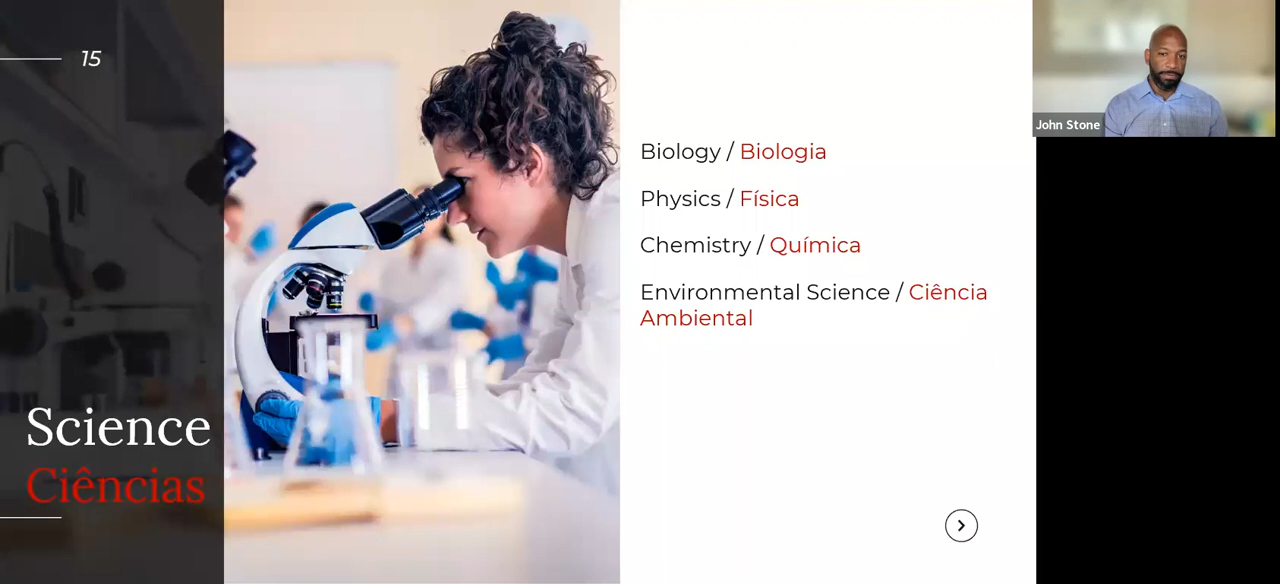 15
Science
Ciências
Biology / Biologia
Physics / Física
Chemistry / Química
Environmental Science / Ciência
Ambiental
John Stone